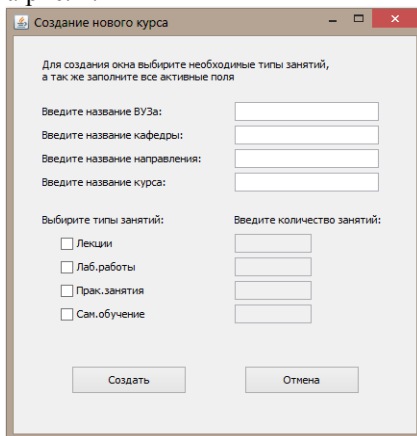 Создание нового курса
Для создания окна выбирите необходимые типы занятий,
а так же заполните все активные поля
Введите название ВУЗа:
Введите название кафедры:
Введите название направления:
Введите название курса:
Выбирите типы занятий: Введите количество занятий:
Лекции
Лаб.работы
Прак.занятия
Сам.обучение
Создать Отмена